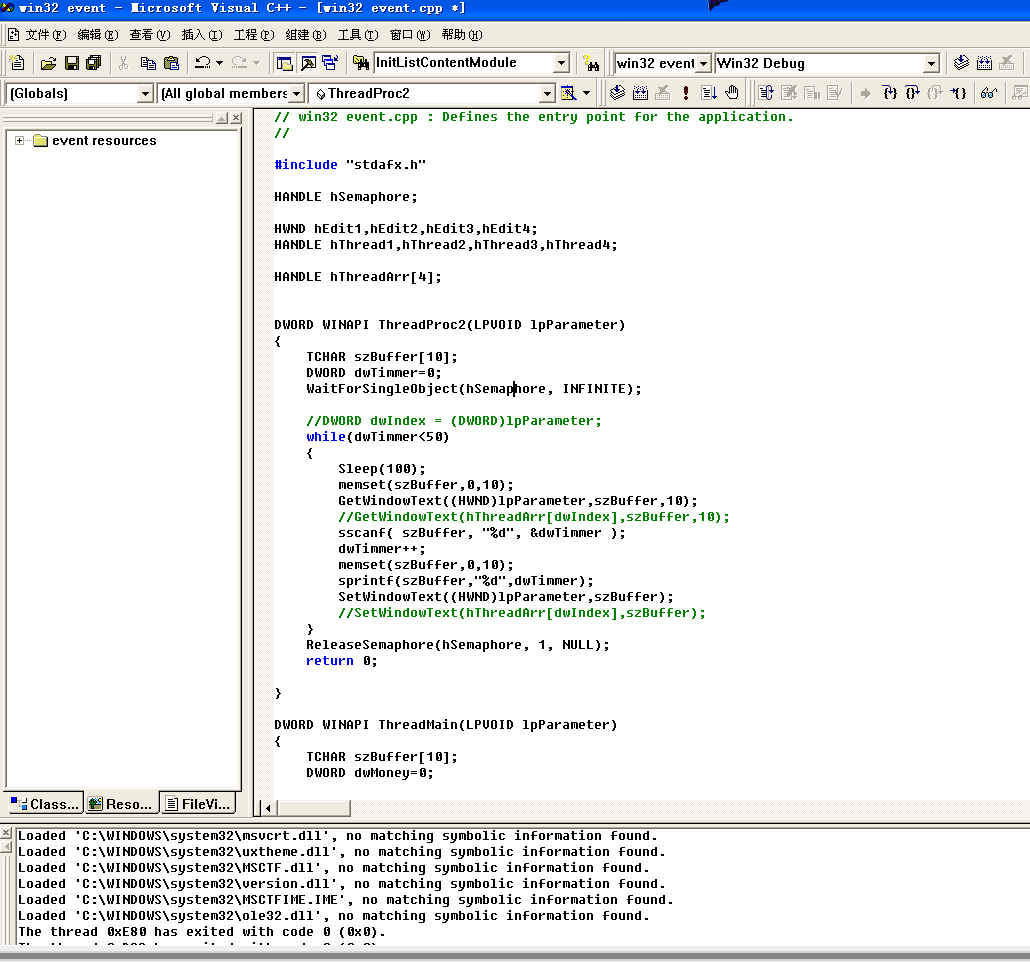 win32 event - Microsoft Visual C++ - [win32 event.cpp *]
文件(F) 编辑(E) 查看(V) 插入(I) 工程(P) 组建(B) 工具(T) 窗口(W) 帮助(H)
InitListContentModule win32 event Win32 Debug
(Globals) (All global members ThreadProc2
event resources
// win32 event.cpp : Defines the entry point for the application.
//
#include "stdafx.h"
HANDLE hSemaphore;
HWND hEdit1,hEdit2,hEdit3,hEdit4;
HANDLE hThread1,hThread2,hThread3,hThread4;
HANDLE hThreadArr[4];
DWORD WINAPI ThreadProc2(LPVOID lpParameter)
{
TCHAR szBuffer[10];
DWORD dwTimmer=0;
WaitForSingleObject(hSemaphore, INFINITE);
//DWORD dwIndex = (DWORD)lpParameter;
while(dwTimmer<50)
{
Sleep(100);
memset(szBuffer,0,10);
GetWindowText((HWND)lpParameter,szBuffer,10);
//GetWindowText(hThreadArr[dwIndex],szBuffer,10);
sscanf( szBuffer, "%d", &dwTimmer );
dwTimmer++;
memset(szBuffer,0,10);
sprintf(szBuffer,"%d",dwTimmer);
SetWindowText((HWND)lpParameter,szBuffer);
//SetWindowText(hThreadArr[dwIndex],szBuffer);
}
ReleaseSemaphore(hSemaphore, 1, NULL);
return 0;
}
DWORD WINAPI ThreadMain(LPVOID lpParameter)
{
TCHAR szBuffer[10];
DWORD dwMoney=0;
Class... Reso... FileVi...
Loaded 'C:\WINDOWS\system32\msvcrt.dll', no matching symbolic information found.
Loaded 'C:\WINDOWS\system32\uxtheme.dll', no matching symbolic information found.
Loaded 'C:\WINDOWS\system32\MSCTF.dll', no matching symbolic information found.
Loaded 'C:\WINDOWS\system32\version.dll', no matching symbolic information found.
Loaded 'C:\WINDOWS\system32\MSCTFIME.IME', no matching symbolic information found.
Loaded 'C:\WINDOWS\system32\ole32.dll', no matching symbolic information found.
The thread 0xE80 has exited with code 0 (0x0).